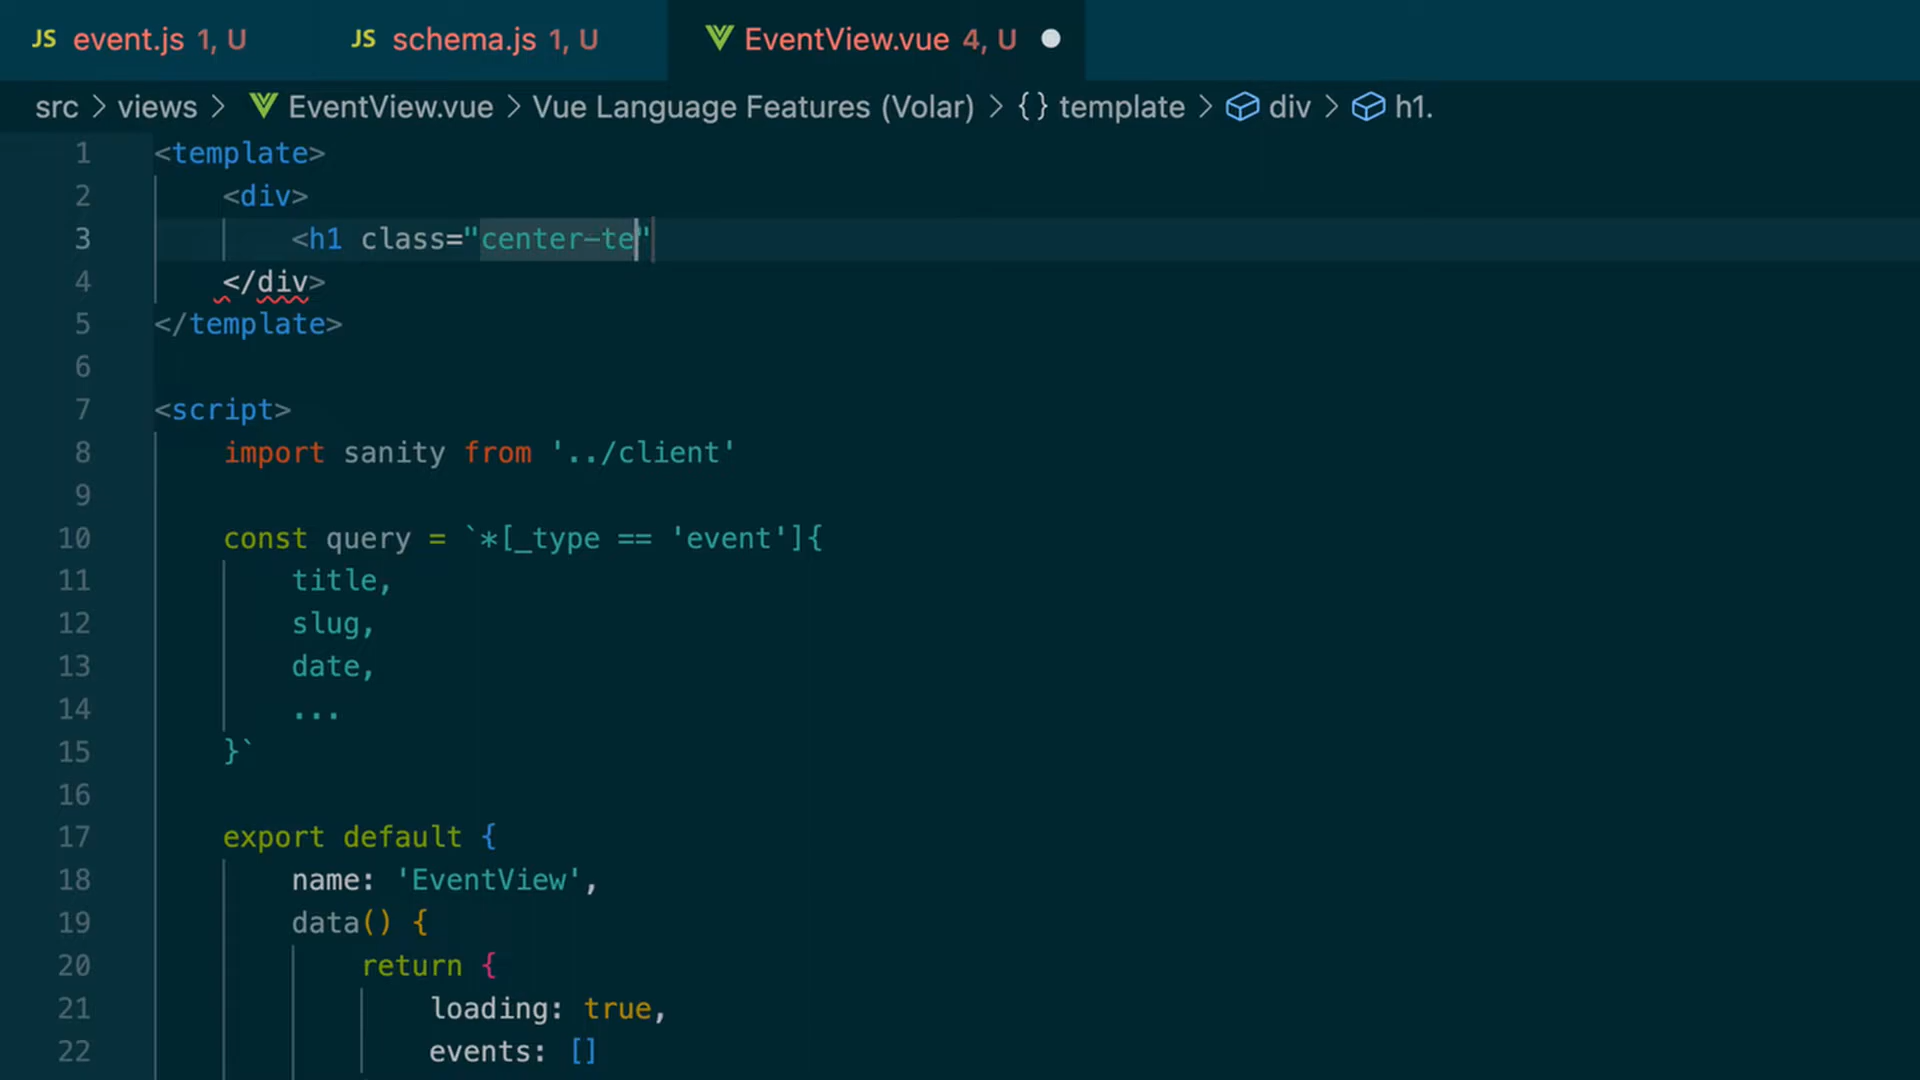 JS event.js 1, U JS schema.js 1, U EventView.vue 4, U
src > views > EventView.vue > Vue Language Features (Volar) > {} template > div > h1.
1 <template>
2 <div>
3 <h1 class="center-te"
4 </div>
5 </template>
6
7 <script>
8 import sanity from '../client'
9
10 const query = `*[_type == 'event']{
11 title,
12 slug,
13 date,
14 ...
15 }`
16
17 export default {
18 name: 'EventView',
19 data() {
20 return {
21 loading: true,
22 events: []